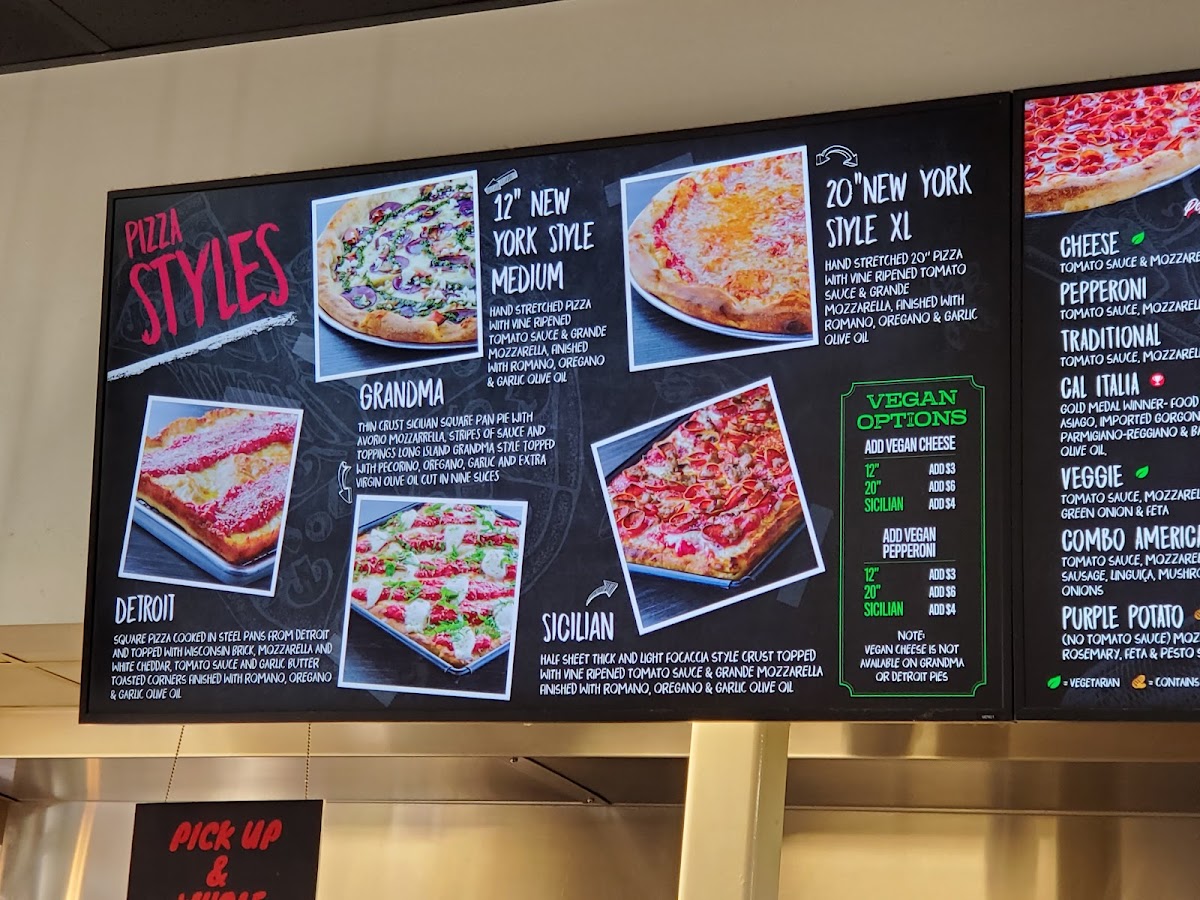 PIZZA
STYLES
12" NEW
YORK STYLE
MEDIUM
HAND STRETCHED PIZZA
WITH VINE RIPENED
TOMATO SAUCE & GRANDE
MOZZARELLA, FINISHED
WITH ROMANO, OREGANO
& GARLIC OLIVE OIL
20" NEW YORK
STYLE XL
HAND STRETCHED 20" PIZZA
WITH VINE RIPENED TOMATO
SAUCE & GRANDE
MOZZARELLA, FINISHED WITH
ROMANO, OREGANO & GARLIC
OLIVE OIL
GRANDMA
THIN CRUST SICILIAN SQUARE PAN PIE WITH
AVORIO MOZZARRELLA, STRIPES OF SAUCE AND
TOPPINGS LONG ISLAND GRANDMA STYLE TOPPED
WITH PECORINO, OREGANO, GARLIC AND EXTRA
VIRGIN OLIVE OIL CUT IN NINE SLICES
DETROIT
SQUARE PIZZA COOKED IN STEEL PANS FROM DETROIT
AND TOPPED WITH WISCONSIN BRICK, MOZZARELLA AND
WHITE CHEDDAR, TOMATO SAUCE AND GARLIC BUTTER
TOASTED CORNERS FINISHED WITH ROMANO, OREGANO
& GARLIC OLIVE OIL
SICILIAN
HALF SHEET THICK AND LIGHT FOCACCIA STYLE CRUST TOPPED
WITH VINE RIPENED TOMATO SAUCE & GRANDE MOZZARELLA
FINISHED WITH ROMANO, OREGANO & GARLIC OLIVE OIL
VEGAN
OPTIONS
ADD VEGAN CHEESE
12" ADD $3
20" ADD $6
SICILIAN ADD $4
ADD VEGAN
PEPPERONI
12" ADD $3
20" ADD $6
SICILIAN ADD $4
NOTE:
VEGAN CHEESE IS NOT
AVAILABLE ON GRANDMA
OR DETROIT PIES
CHEESE
TOMATO SAUCE & MOZZARE
PEPPERONI
TOMATO SAUCE, MOZZARELL
TRADITIONAL
TOMATO SAUCE, MOZZARELL
CAL ITALIA
GOLD MEDAL WINNER- FOOD
ASIAGO, IMPORTED GORGON
PARMIGIANO-REGGIANO & BA
OLIVE OIL,
VEGGIE
TOMATO SAUCE, MOZZARELL
GREEN ONION & FETA
COMBO AMERICA
TOMATO SAUCE, MOZZARELL
SAUSAGE, LINGUIÇA, MUSHRO
ONIONS
PURPLE POTATO
(NO TOMATO SAUCE) MOZ
ROSEMARY, FETA & PESTO S
= VEGETARIAN = CONTAINS
PICK UP
&